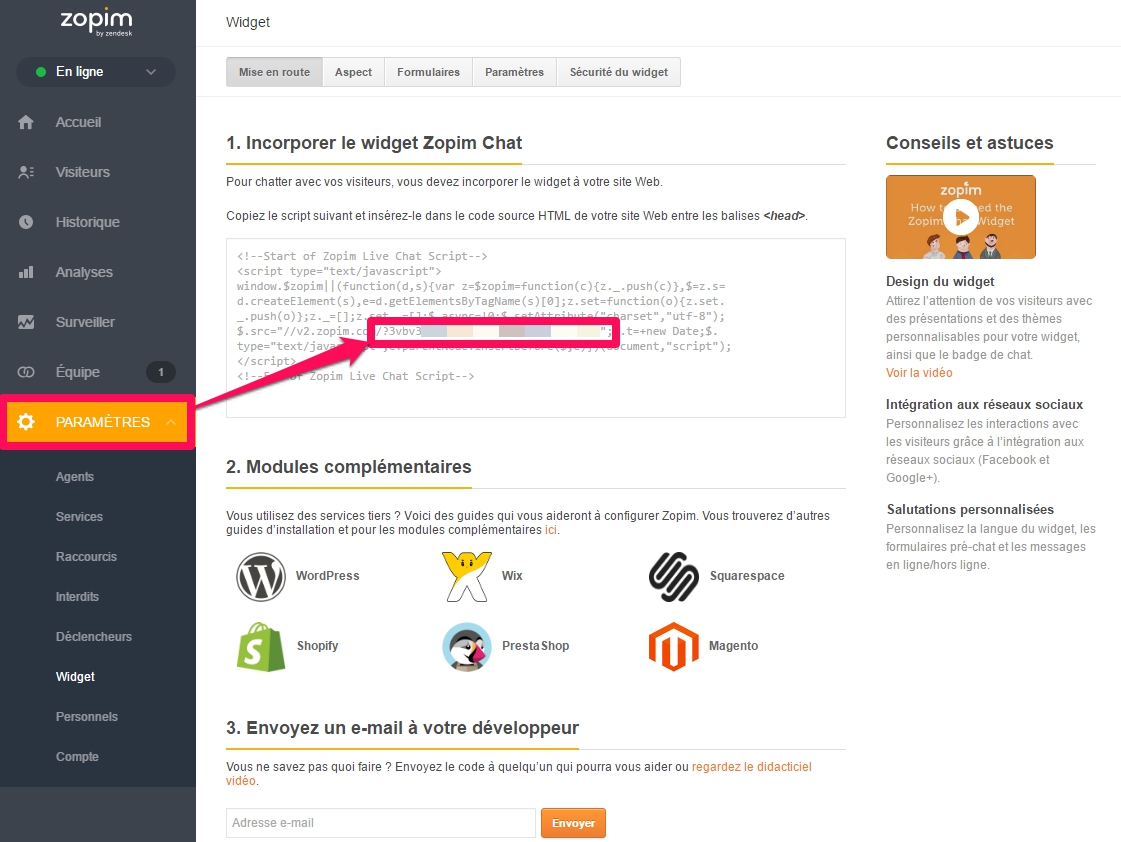 zopim
by zendesk
En ligne
Accueil
Visiteurs
Historique
Analyses
Surveiller
Équipe 1
PARAMÈTRES
Agents
Services
Raccourcis
Interdits
Déclencheurs
Widget
Personnels
Compte
Widget
Mise en route Aspect Formulaires Paramètres Sécurité du widget
1. Incorporer le widget Zopim Chat
Pour chatter avec vos visiteurs, vous devez incorporer le widget à votre site Web.
Copiez le script suivant et insérez-le dans le code source HTML de votre site Web entre les balises <head>.
<!--Start of Zopim Live Chat Script-->
<script type="text/javascript">
window.$zopim||(function(d,s){var z=$zopim=function(c){z._.push(c)},$=z.s=
d.createElement(s),e=d.getElementsByTagName(s)[0];z.set=function(o){z.set.
_.push(o)};z._=[];z.set._=[];$.async=!0;$.setAttribute("charset","utf-8");
$.src="//v2.zopim.co /?3vbv3 ";$.t=+new Date;$.
type="text/java
document,"script");
</script>
<!--E of Zopim Live Chat Script-->
2. Modules complémentaires
Vous utilisez des services tiers ? Voici des guides qui vous aideront à configurer Zopim. Vous trouverez d'autres
guides d'installation et pour les modules complémentaires ici.
WordPress Wix Squarespace
Shopify PrestaShop Magento
3. Envoyez un e-mail à votre développeur
Vous ne savez pas quoi faire ? Envoyez le code à quelqu'un qui pourra vous aider ou regardez le didacticiel
vidéo.
Adresse e-mail Envoyer
Conseils et astuces
zopim
How to ed the
Zopim Widget
Design du widget
Attirez l'attention de vos visiteurs avec
des présentations et des thèmes
personnalisables pour votre widget,
ainsi que le badge de chat.
Voir la vidéo
Intégration aux réseaux sociaux
Personnalisez les interactions avec
les visiteurs grâce à l'intégration aux
réseaux sociaux (Facebook et
Google+).
Salutations personnalisées
Personnalisez la langue du widget, les
formulaires pré-chat et les messages
en ligne/hors ligne.